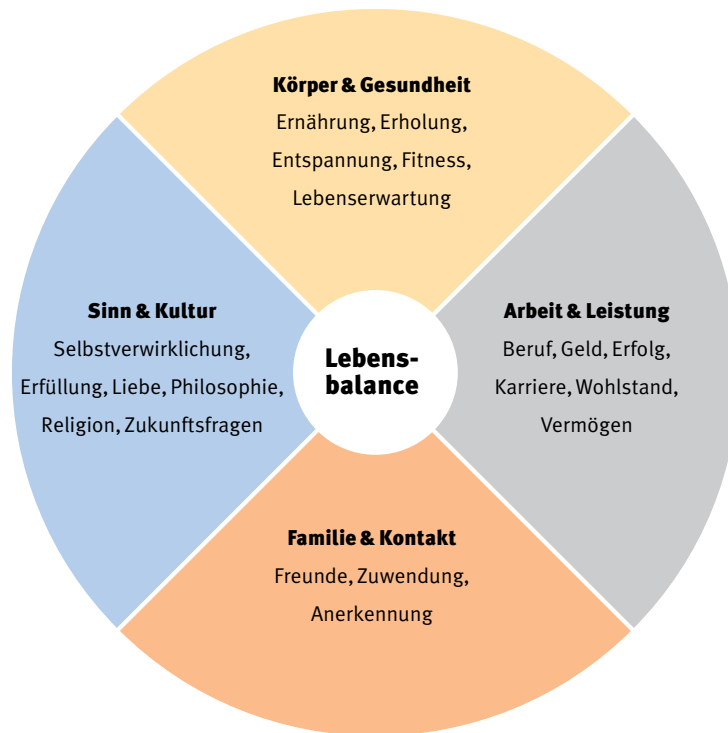 Körper & Gesundheit
Ernährung, Erholung,
Entspannung, Fitness,
Lebenserwartung
Sinn & Kultur
Selbstverwirklichung,
Erfüllung, Liebe, Philosophie,
Religion, Zukunftsfragen
Lebens-
balance
Arbeit & Leistung
Beruf, Geld, Erfolg,
Karriere, Wohlstand,
Vermögen
Familie & Kontakt
Freunde, Zuwendung,
Anerkennung